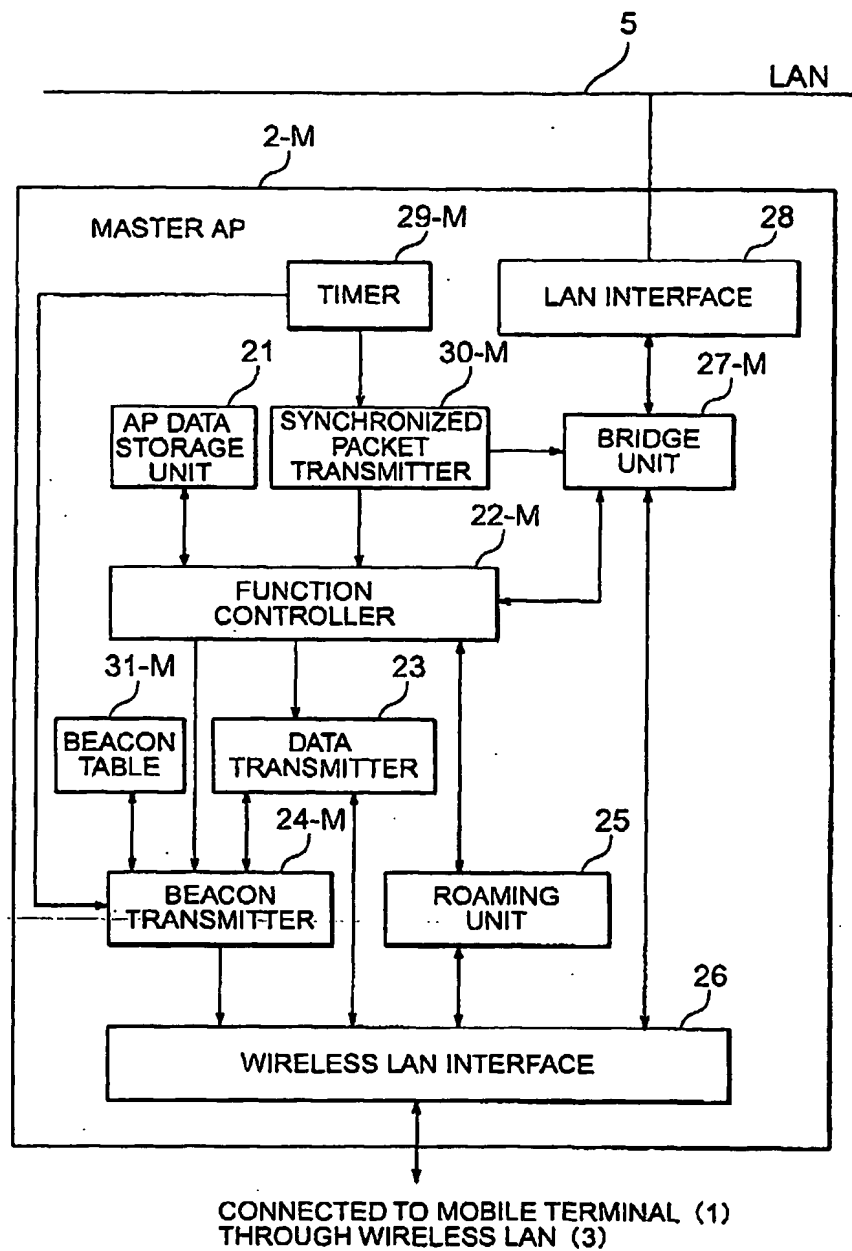 5
LAN
2-M
MASTER AP
29-M
TIMER
28
LAN INTERFACE
21
AP DATA
STORAGE
UNIT
30-M
SYNCHRONIZED
PACKET
TRANSMITTER
27-M
BRIDGE
UNIT
22-M
FUNCTION
CONTROLLER
31-M
BEACON
TABLE
23
DATA
TRANSMITTER
24-M
BEACON
TRANSMITTER
25
ROAMING
UNIT
26
WIRELESS LAN INTERFACE
CONNECTED TO MOBILE TERMINAL (1)
THROUGH WIRELESS LAN (3)